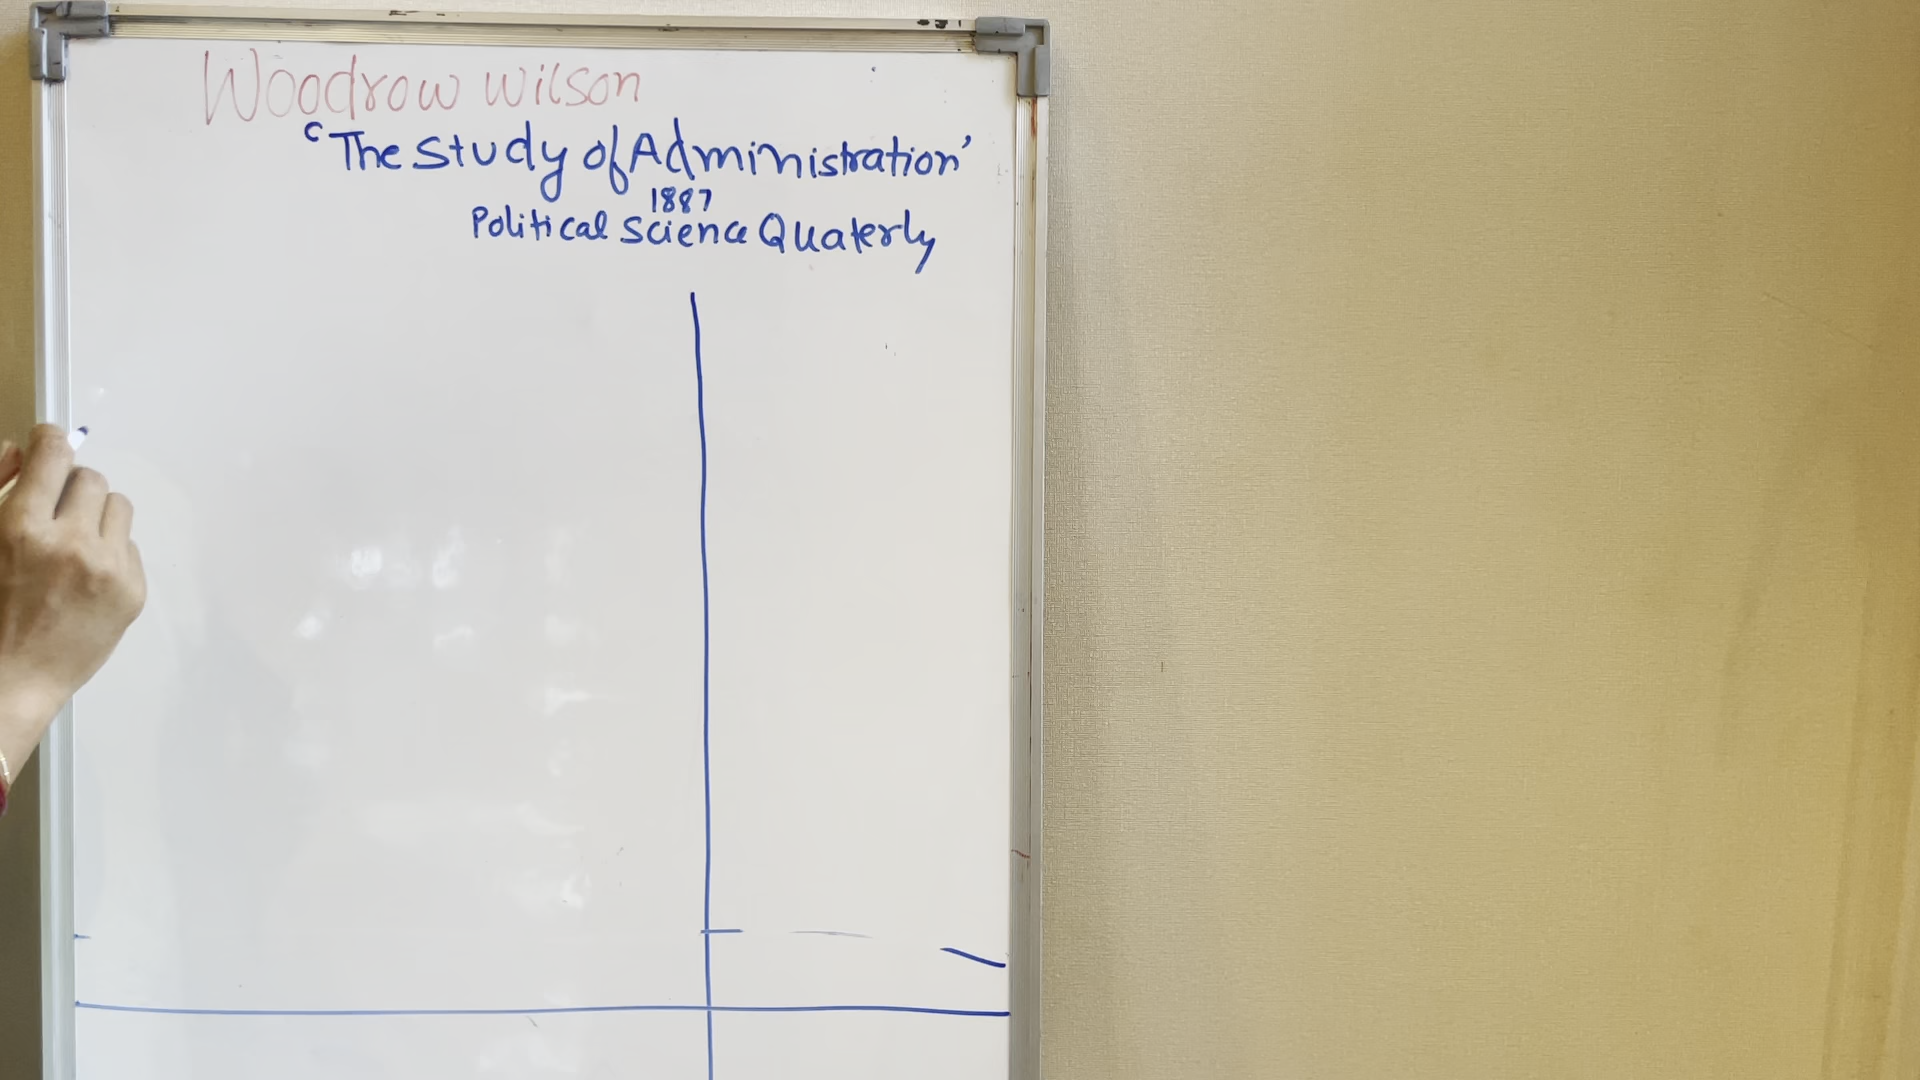 Woodrow wilson
‘The Study of Administration’
1887
Political Science Quaterly